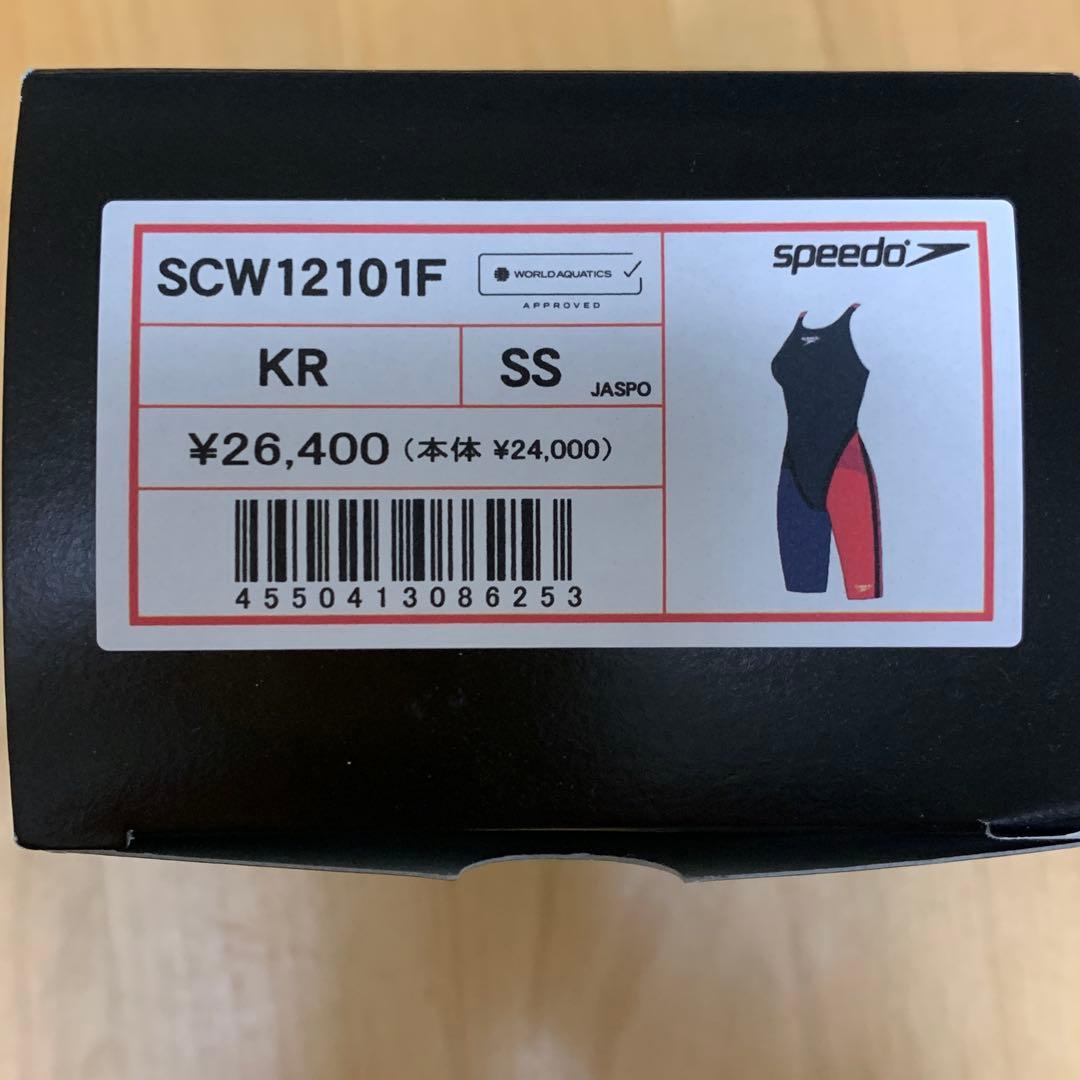 SCW12101F
WORLD AQUATICS
APPROVED
speedo
KR
SS
JASPO
¥26,400(本体 ¥24,000)
4550413086253